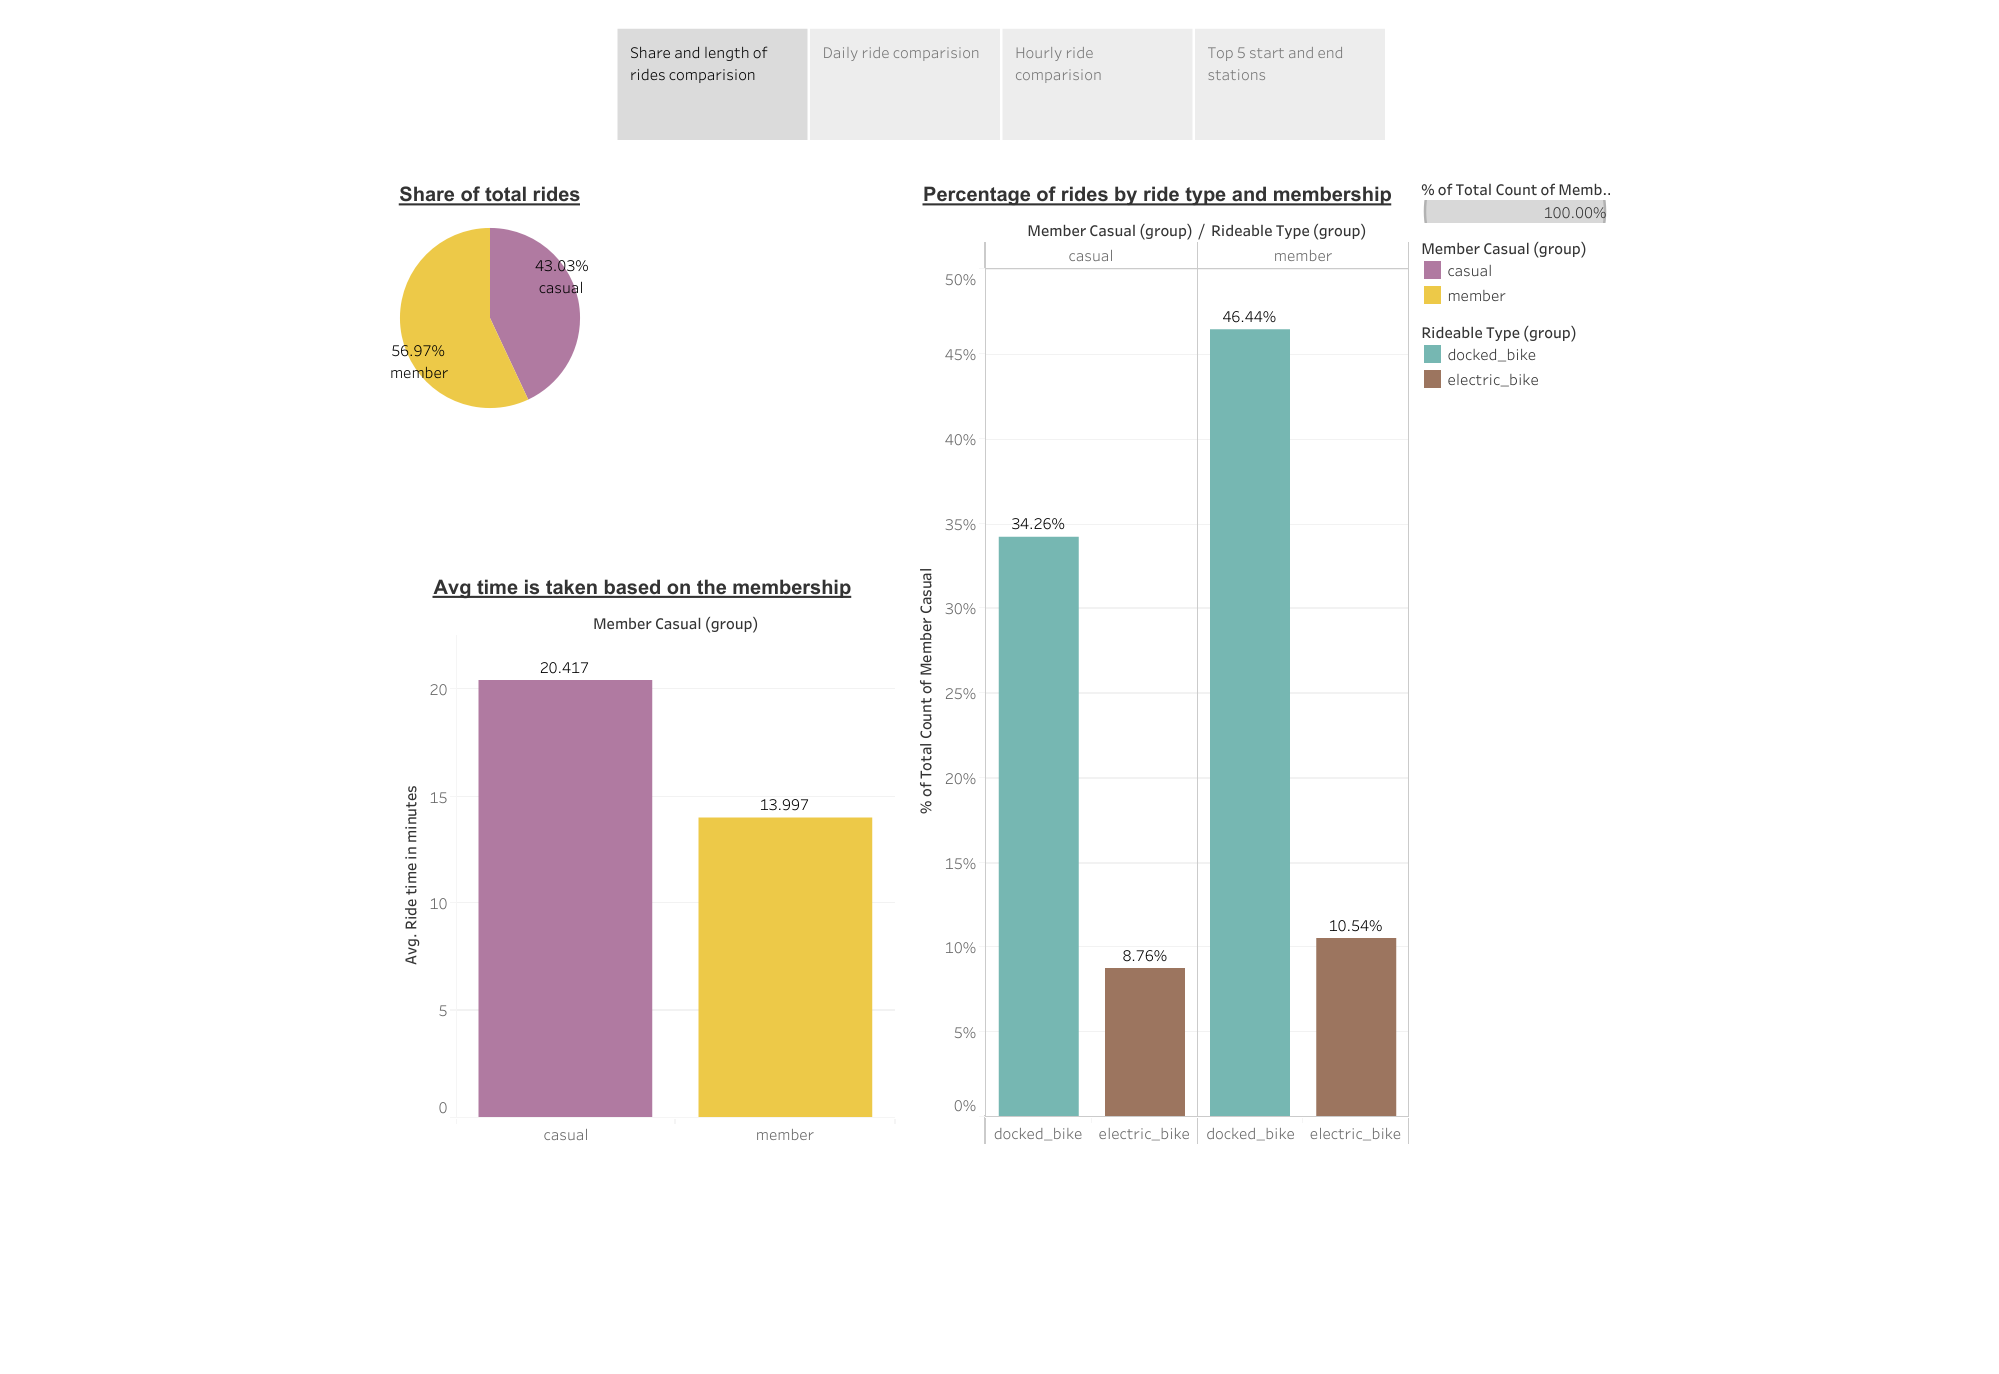 Share and length of
rides comparision
Daily ride comparision
Hourly ride
comparision
Top 5 start and end
stations
Share of total rides
43.03%
casual
56.97%
member
Avg time is taken based on the membership
Member Casual (group)
Avg. Ride time in minutes
20
15
10
5
0
20.417
13.997
casual
member
Percentage of rides by ride type and membership
Member Casual (group) / Rideable Type (group)
casual
member
% of Total Count of Member Casual
50%
45%
40%
35%
30%
25%
20%
15%
10%
5%
0%
34.26%
8.76%
46.44%
10.54%
docked_bike
electric_bike
docked_bike
electric_bike
% of Total Count of Memb..
100.00%
Member Casual (group)
casual
member
Rideable Type (group)
docked_bike
electric_bike